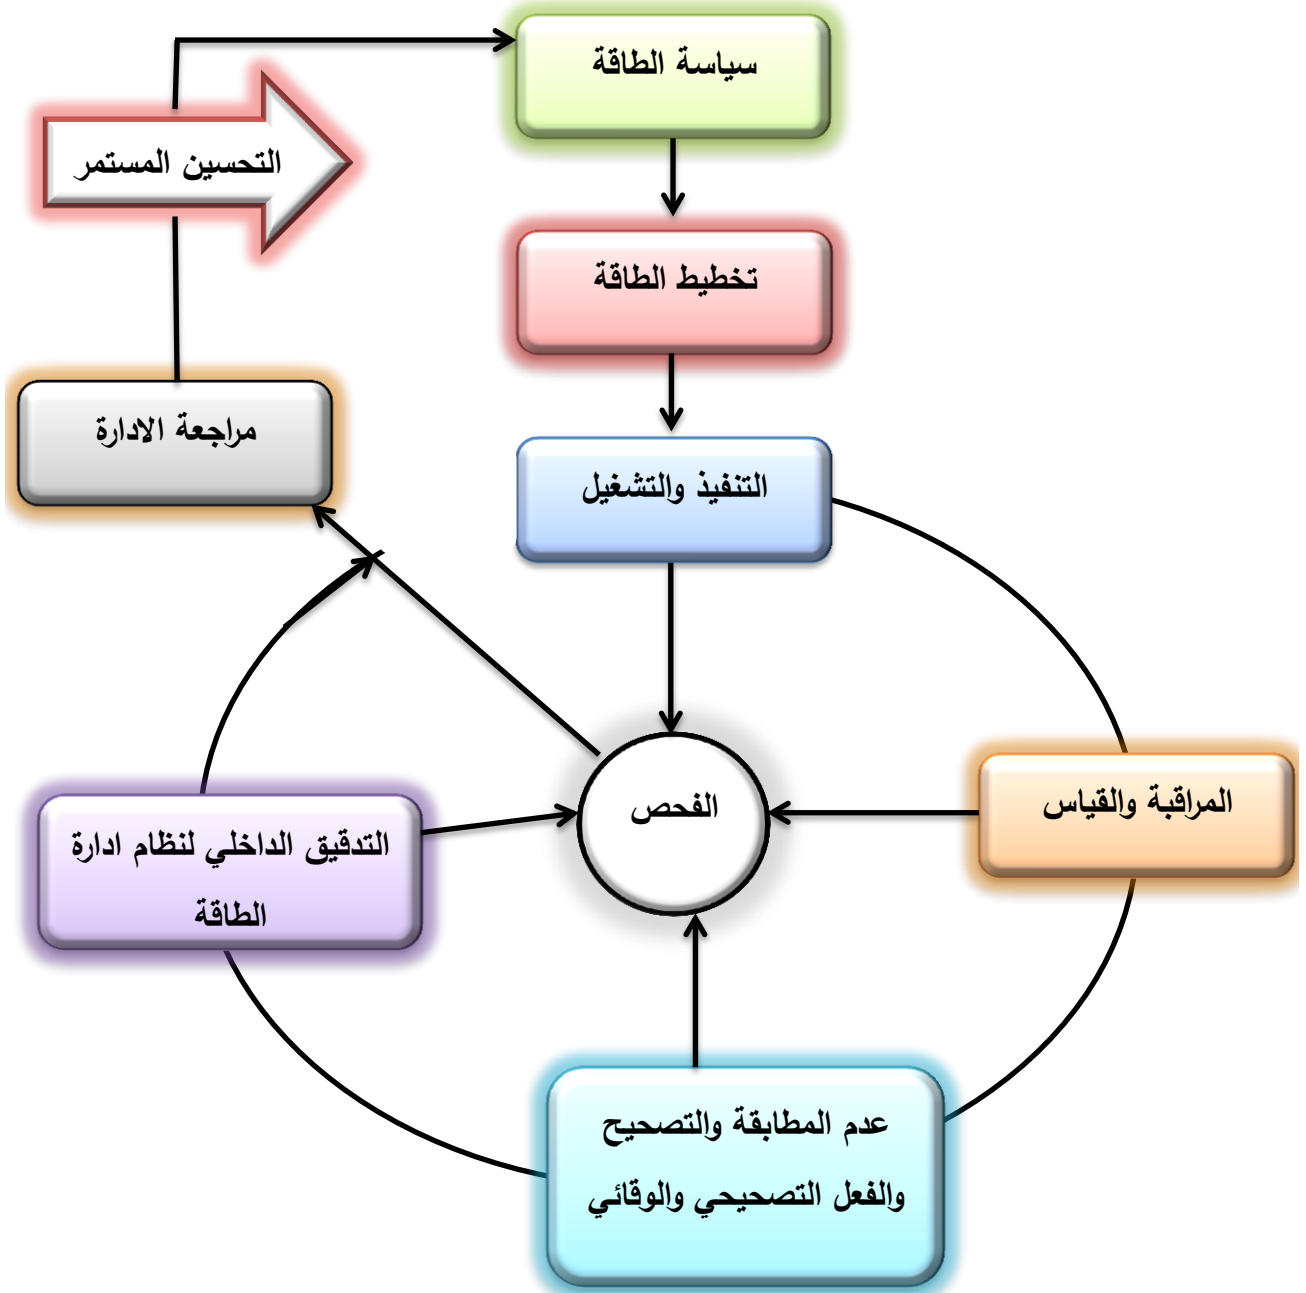 سياسة الطاقة
التحسين المستمر
تخطيط الطاقة
مراجعة الادارة
التنفيذ والتشغيل
الفحص
المراقبة والقياس
التدقيق الداخلي لنظام ادارة
الطاقة
عدم المطابقة والتصحيح
والفعل التصحيحي والوقائي